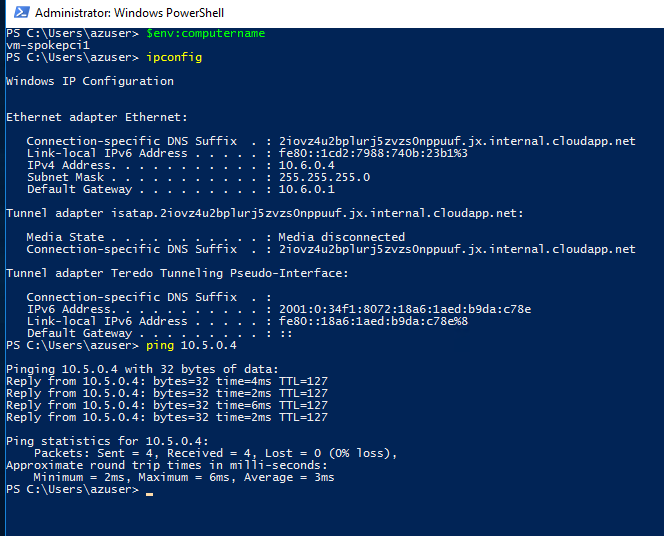 Administrator: Windows PowerShell
PS C:\Users\azuser> $env:computername
vm-spokepci1
PS C:\Users\azuser> ipconfig
Windows IP Configuration
Ethernet adapter Ethernet:
Connection-specific DNS Suffix . : 2iovz4u2bplurj5zvzs0nppuuf.jx.internal.cloudapp.net
Link-local IPv6 Address . . . . . : fe80::1cd2:7988:740b:23b1%3
IPv4 Address. . . . . . . . . . . : 10.6.0.4
Subnet Mask . . . . . . . . . . . : 255.255.255.0
Default Gateway . . . . . . . . . : 10.6.0.1
Tunnel adapter isatap.2iovz4u2bplurj5zvzs0nppuuf.jx.internal.cloudapp.net:
Media State . . . . . . . . . . . : Media disconnected
Connection-specific DNS Suffix . : 2iovz4u2bplurj5zvzs0nppuuf.jx.internal.cloudapp.net
Tunnel adapter Teredo Tunneling Pseudo-Interface:
Connection-specific DNS Suffix . :
IPv6 Address. . . . . . . . . . . : 2001:0:34f1:8072:18a6:1aed:b9da:c78e
Link-local IPv6 Address . . . . . : fe80::18a6:1aed:b9da:c78e%8
Default Gateway . . . . . . . . . : ::
PS C:\Users\azuser> ping 10.5.0.4
Pinging 10.5.0.4 with 32 bytes of data:
Reply from 10.5.0.4: bytes=32 time=4ms TTL=127
Reply from 10.5.0.4: bytes=32 time=2ms TTL=127
Reply from 10.5.0.4: bytes=32 time=6ms TTL=127
Reply from 10.5.0.4: bytes=32 time=2ms TTL=127
Ping statistics for 10.5.0.4:
Packets: Sent = 4, Received = 4, Lost = 0 (0% loss),
Approximate round trip times in milli-seconds:
Minimum = 2ms, Maximum = 6ms, Average = 3ms
PS C:\Users\azuser> _